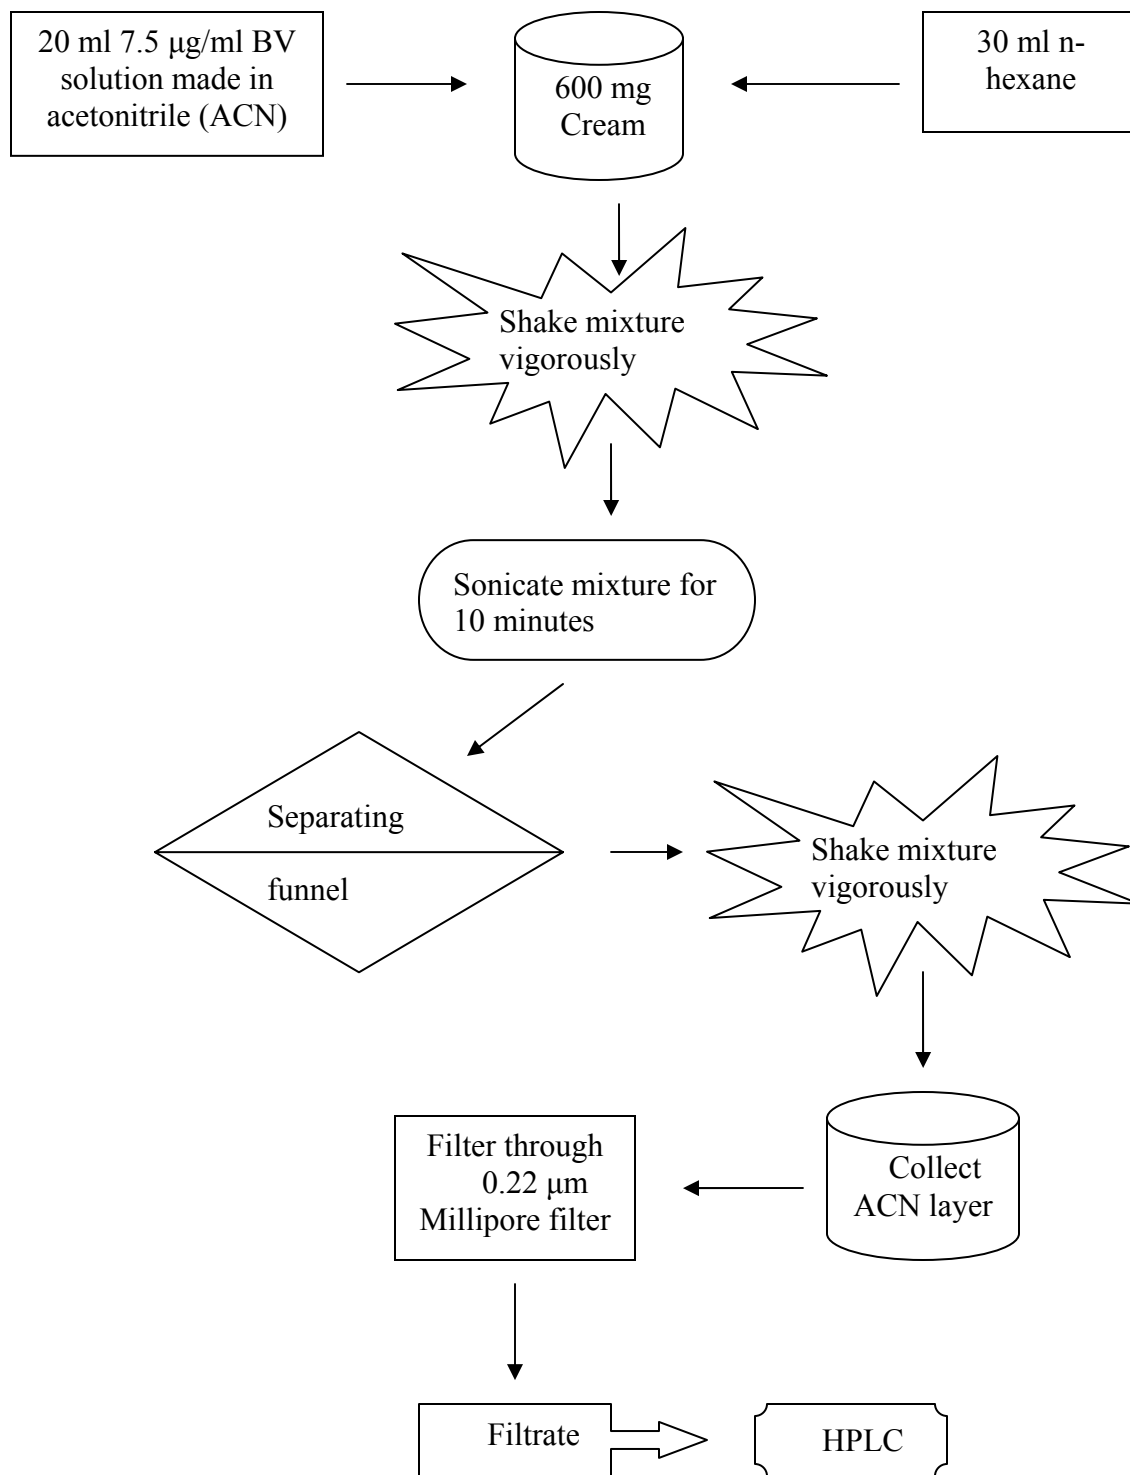 20 ml 7.5 μg/ml BV
solution made in
acetonitrile (ACN)
600 mg
Cream
30 ml n-
hexane
Shake mixture
vigorously
Sonicate mixture for
10 minutes
Separating
funnel
Shake mixture
vigorously
Collect
ACN layer
Filter through
0.22 μm
Millipore filter
Filtrate
HPLC